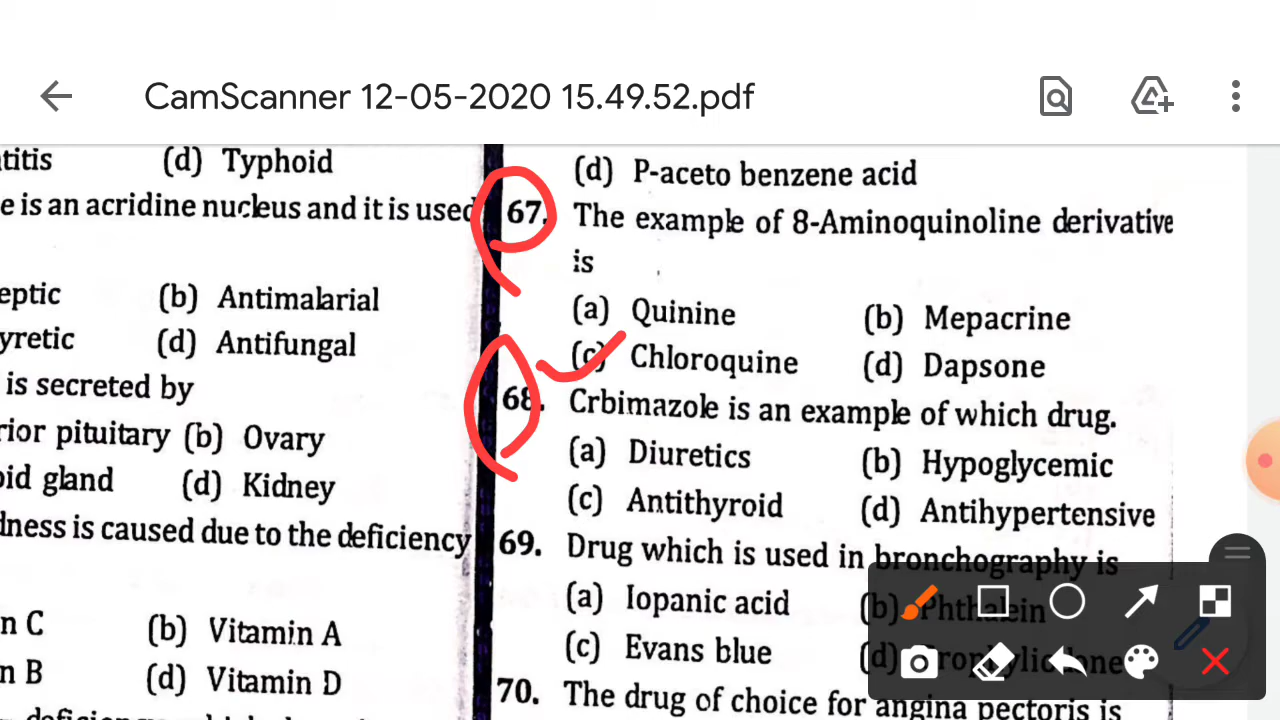 CamScanner 12-05-2020 15.49.52.pdf
titis (d) Typhoid
e is an acridine nucleus and it is used
eptic (b) Antimalarial
yretic (d) Antifungal
is secreted by
rior pituitary (b) Ovary
oid gland (d) Kidney
dness is caused due to the deficiency
n C (b) Vitamin A
n B (d) Vitamin D
(d) P-aceto benzene acid
67. The example of 8-Aminoquinoline derivative
is
(a) Quinine (b) Mepacrine
(c) Chloroquine (d) Dapsone
68. Crbimazole is an example of which drug.
(a) Diuretics (b) Hypoglycemic
(c) Antithyroid (d) Antihypertensive
69. Drug which is used in bronchography is
(a) Iopanic acid (b) Phthalein
(c) Evans blue (d)
70. The drug of choice for angina pectoris is